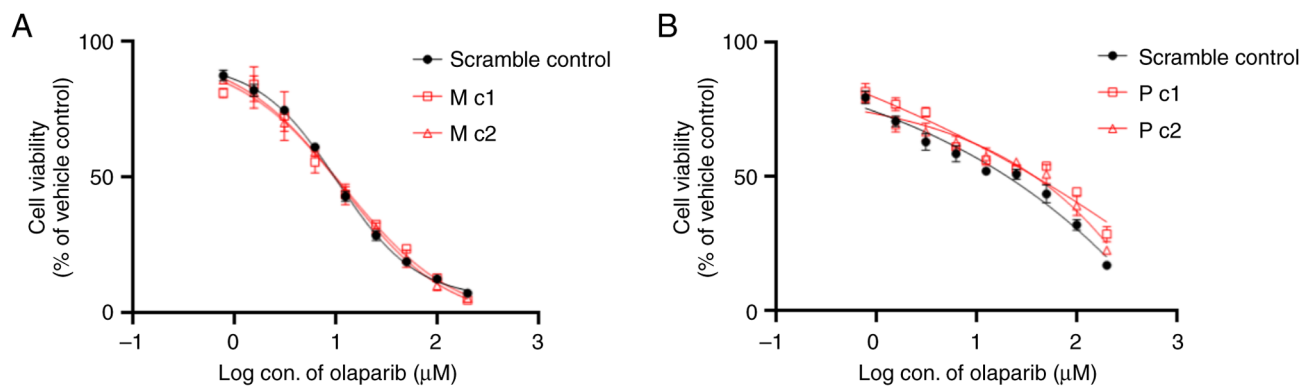 A
Cell viability
(% of vehicle control)
100
50
0
−1
0
1
2
3
Log con. of olaparib (μM)
Scramble control
M c1
M c2
B
Cell viability
(% of vehicle control)
100
50
0
−1
0
1
2
3
Log con. of olaparib (μM)
Scramble control
P c1
P c2